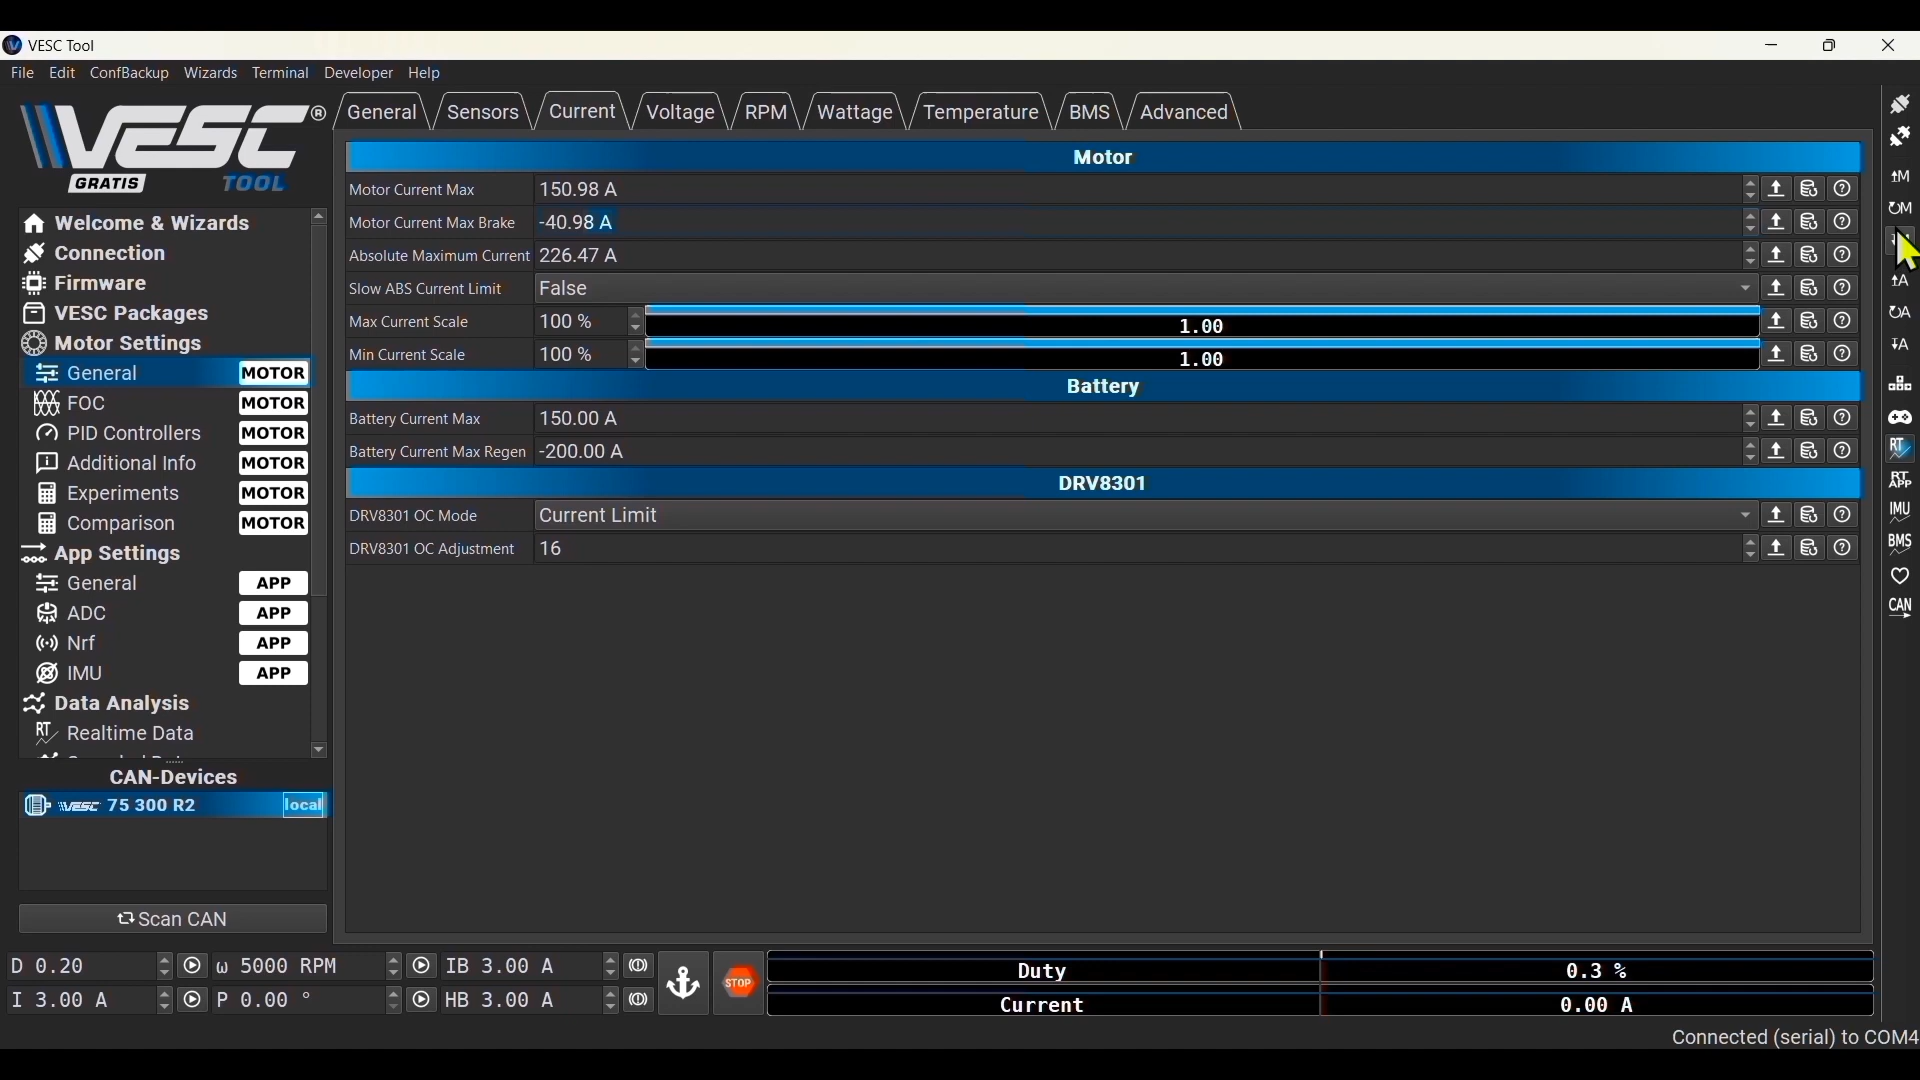 VESC Tool
File Edit ConfBackup Wizards Terminal Developer Help
VESC®
GRATIS TOOL
General Sensors Current Voltage RPM Wattage Temperature BMS Advanced
Welcome & Wizards
Connection
Firmware
VESC Packages
Motor Settings
General MOTOR
FOC MOTOR
PID Controllers MOTOR
Additional Info MOTOR
Experiments MOTOR
Comparison MOTOR
App Settings
General APP
ADC APP
Nrf APP
IMU APP
Data Analysis
RT Realtime Data
CAN-Devices
VESC 75 300 R2 local
Scan CAN
Motor
Motor Current Max 150.98 A
Motor Current Max Brake -40.98 A
Absolute Maximum Current 226.47 A
Slow ABS Current Limit False
Max Current Scale 100 % 1.00
Min Current Scale 100 % 1.00
Battery
Battery Current Max 150.00 A
Battery Current Max Regen -200.00 A
DRV8301
DRV8301 OC Mode Current Limit
DRV8301 OC Adjustment 16
M
M
A
A
A
RT
RT APP
IMU
BMS
CAN
D 0.20 ω 5000 RPM IB 3.00 A
I 3.00 A P 0.00 ° HB 3.00 A
STOP
Duty 0.3 %
Current 0.00 A
Connected (serial) to COM4